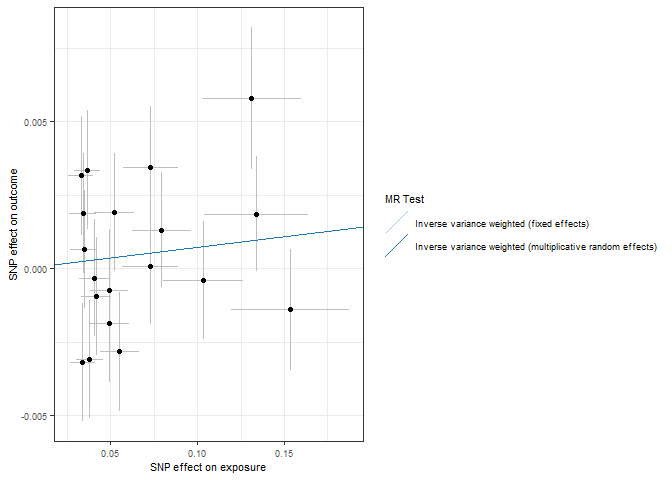 SNP effect on outcome
0.005
0.000
-0.005
0.05
0.10
0.15
SNP effect on exposure
MR Test
Inverse variance weighted (fixed effects)
Inverse variance weighted (multiplicative random effects)